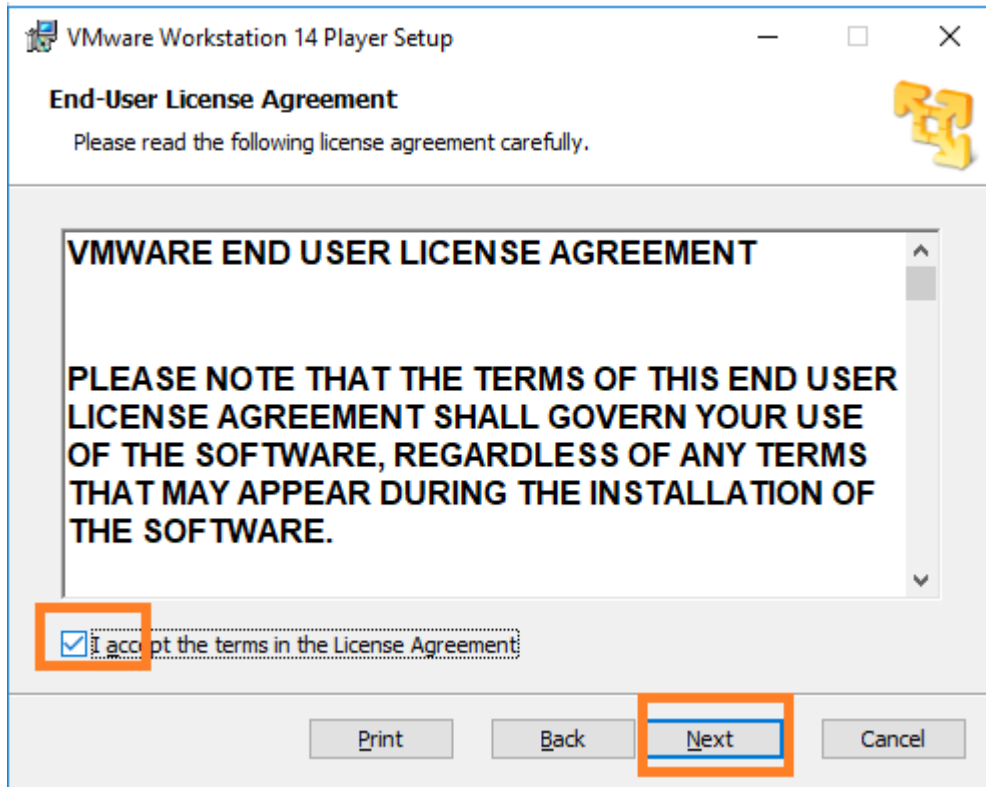 VMware Workstation 14 Player Setup
End-User License Agreement
Please read the following license agreement carefully.
VMWARE END USER LICENSE AGREEMENT
PLEASE NOTE THAT THE TERMS OF THIS END USER
LICENSE AGREEMENT SHALL GOVERN YOUR USE
OF THE SOFTWARE, REGARDLESS OF ANY TERMS
THAT MAY APPEAR DURING THE INSTALLATION OF
THE SOFTWARE.
I accept the terms in the License Agreement
Print Back Next Cancel